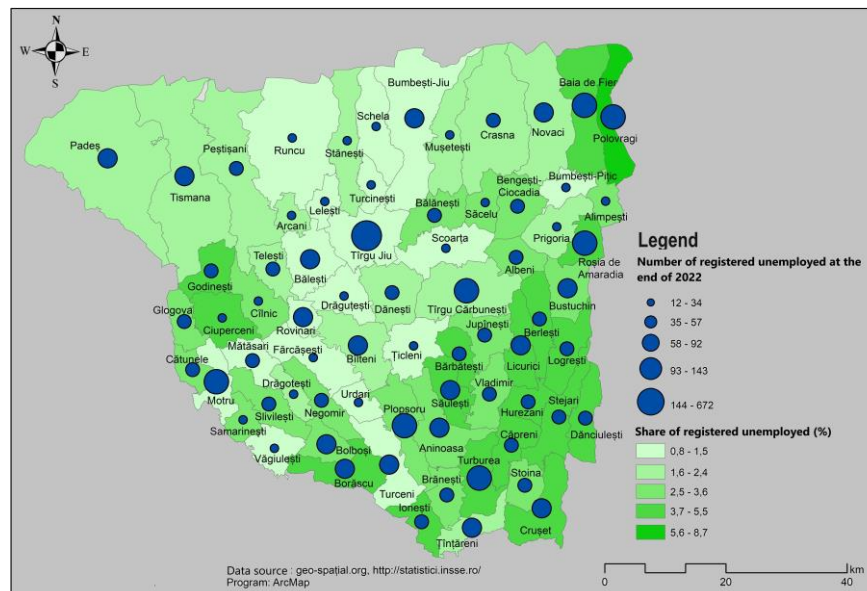 N
W
E
S
Baia de Fier
Bumbești-Jiu
Schela
Polovragi
Novaci
Crasna
Mușetești
Stănești
Runcu
Padeș
Peștișani
Tismana
Bengești-
Ciocadia
Bumbești-Pițic
Turcinești
Lelești
Bălănești
Săcelu
Alimpești
Arcani
Scoarța
Prigoria
Tîrgu Jiu
Roșia de
Amaradia
Telești
Bălești
Albeni
Godinești
Bustuchin
Tîrgu Cărbunești
Glogova
Cîlnic
Drăguțești
Dănești
Ciuperceni
Rovinari
Jupînești
Berlești
Mătăsari
Fărcășești
Bîlteni
Țicleni
Licurici
Logrești
Cătunele
Bărbătești
Motru
Drăgotești
Urdari
Vladimir
Săulești
Stejari
Slivilești
Negomir
Plopșoru
Hurezani
Samarinești
Dănciulești
Căpreni
Aninoasa
Bolboși
Văgiulești
Turburea
Stoina
Borăscu
Brănești
Turceni
Ionești
Crușet
Țînțăreni
Legend
Number of registered unemployed at the
end of 2022
12 - 34
35 - 57
58 - 92
93 - 143
144 - 672
Share of registered unemployed (%)
0,8 - 1,5
1,6 - 2,4
2,5 - 3,6
3,7 - 5,5
5,6 - 8,7
Data source : geo-spațial.org, http://statistici.insse.ro/
Program: ArcMap
km
0 20 40